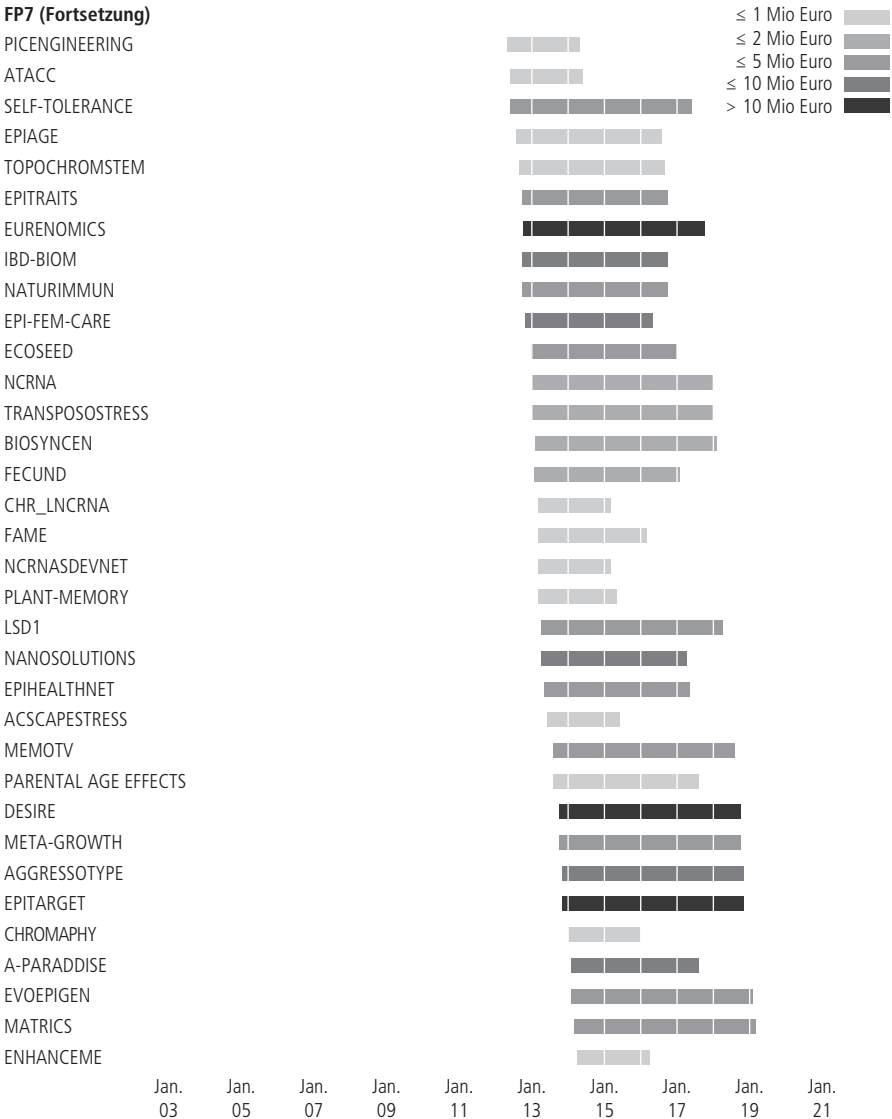 FP7 (Fortsetzung)
≤ 1 Mio Euro
≤ 2 Mio Euro
≤ 5 Mio Euro
≤ 10 Mio Euro
> 10 Mio Euro
PICENGINEERING
ATACC
SELF-TOLERANCE
EPIAGE
TOPOCHROMSTEM
EPITRAITS
EURENOMICS
IBD-BIOM
NATURIMMUN
EPI-FEM-CARE
ECOSEED
NCRNA
TRANSPOSOSTRESS
BIOSYNCEN
FECUND
CHR_LNCRNA
FAME
NCRNASDEVNET
PLANT-MEMORY
LSD1
NANOSOLUTIONS
EPIHEALTHNET
ACSCAPESTRESS
MEMOTV
PARENTAL AGE EFFECTS
DESIRE
META-GROWTH
AGGRESSOTYPE
EPITARGET
CHROMAPHY
A-PARADDISE
EVOEPIGEN
MATRICS
ENHANCEME
Jan. Jan. Jan. Jan. Jan. Jan. Jan. Jan. Jan. Jan.
03 05 07 09 11 13 15 17 19 21